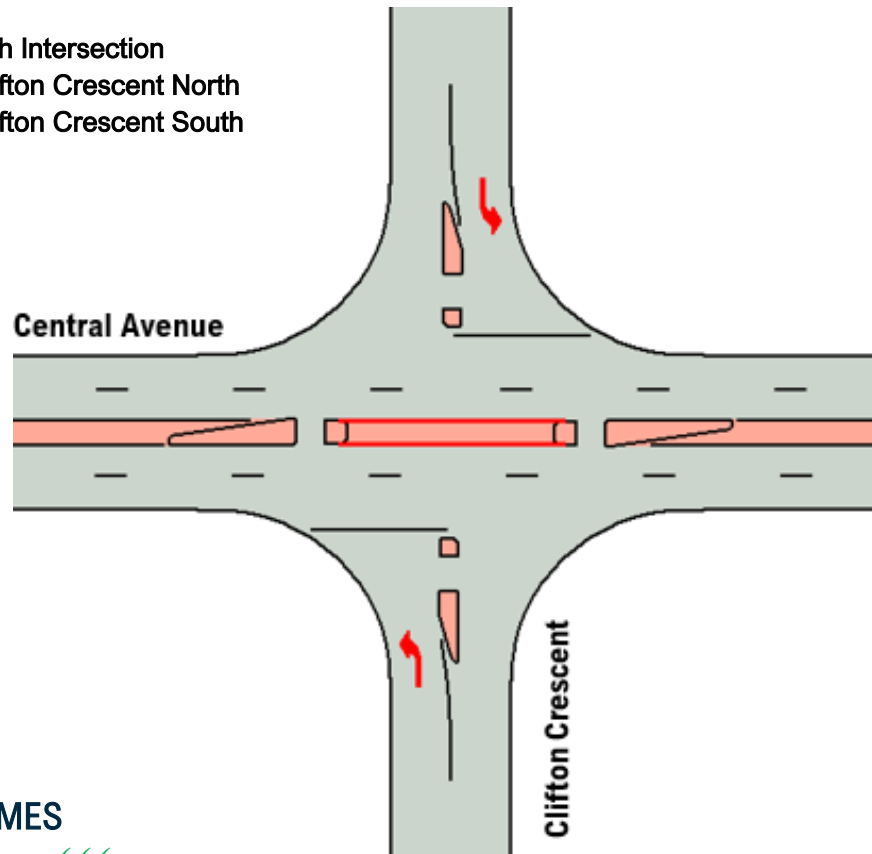 h Intersection
fton Crescent North
fton Crescent South
Central Avenue
Clifton Crescent
MES